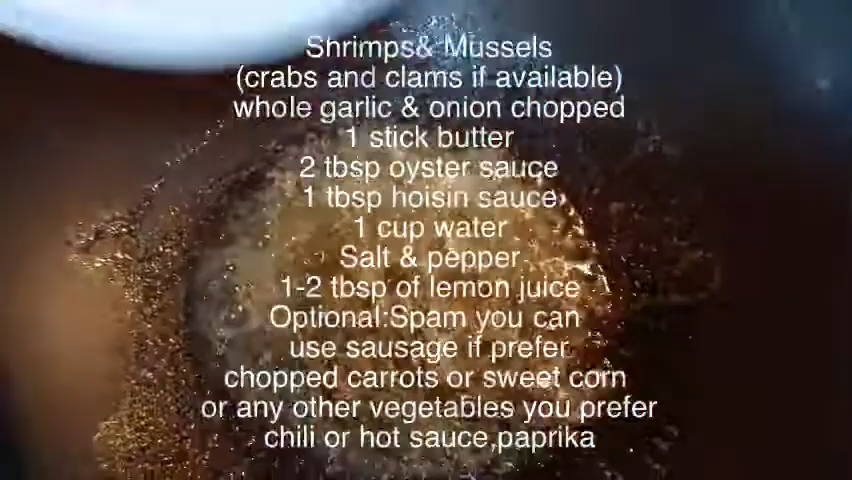 Shrimps& Mussels
(crabs and clams if available)
whole garlic & onion chopped
1 stick butter
2 tbsp oyster sauce
1 tbsp hoisin sauce
1 cup water
Salt & pepper
1-2 tbsp of lemon juice
Optional:Spam you can
use sausage if prefer
chopped carrots or sweet corn
or any other vegetables you prefer
chili or hot sauce,paprika